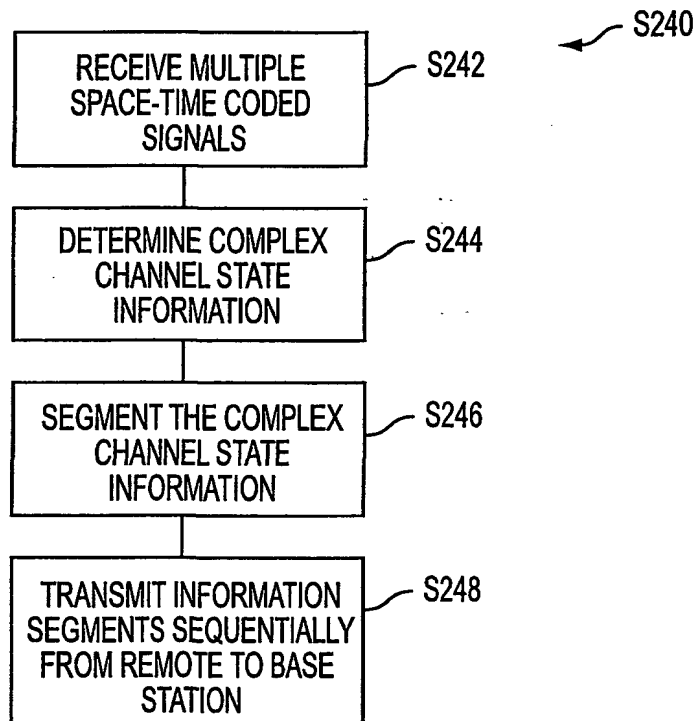 S240
RECEIVE MULTIPLE
SPACE-TIME CODED
SIGNALS
S242
DETERMINE COMPLEX
CHANNEL STATE
INFORMATION
S244
SEGMENT THE COMPLEX
CHANNEL STATE
INFORMATION
S246
TRANSMIT INFORMATION
SEGMENTS SEQUENTIALLY
FROM REMOTE TO BASE
STATION
S248